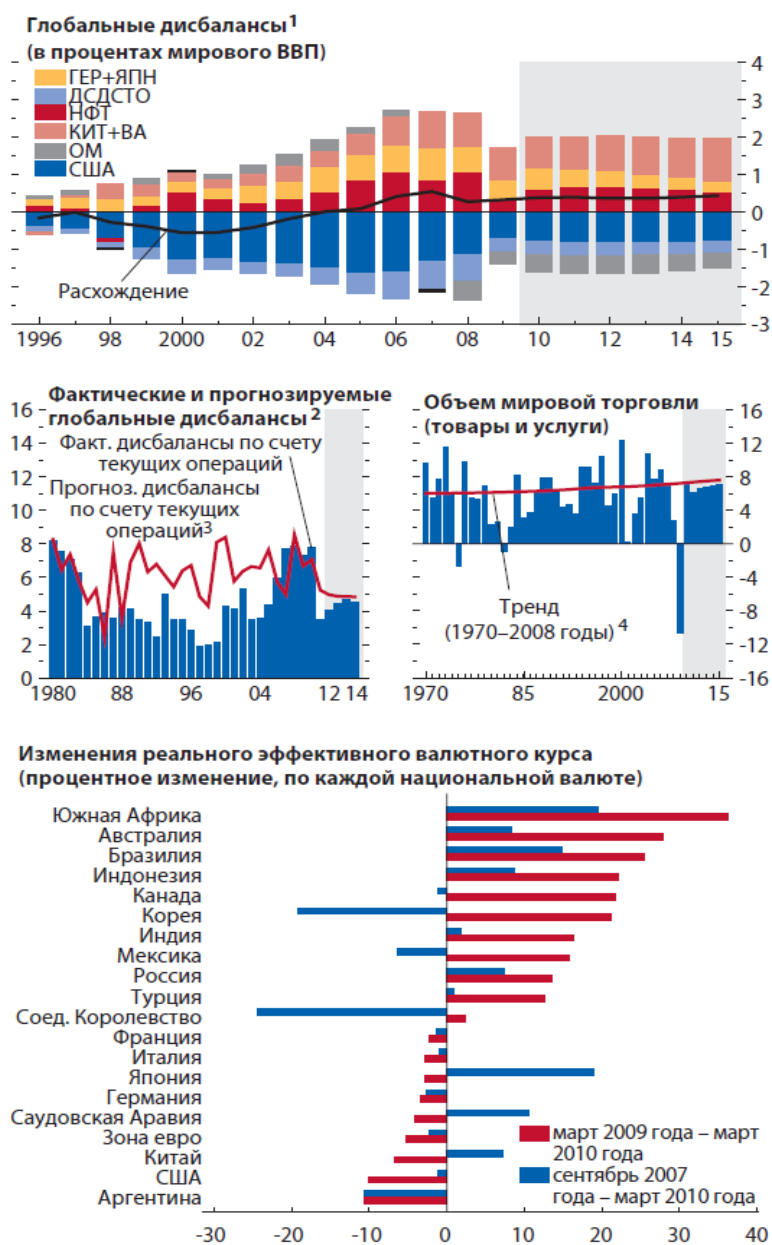 Глобальные дисбалансы1
(в процентах мирового ВВП)
ГЕР+ЯПН
ДСДСТО
НФТ
КИТ+ВА
ОМ
США
4
3
2
1
0
-1
-2
-3
Расхождение
1996 98 2000 02 04 06 08 10 12 14 15
Фактические и прогнозируемые
глобальные дисбалансы2
Факт. дисбалансы по счету
текущих операций
Прогноз. дисбалансы
по счету текущих
операций3
16
14
12
10
8
6
4
2
0
1980 88 96 04 12 14
Объем мировой торговли
(товары и услуги)
16
12
8
4
0
-4
-8
-12
-16
Тренд
(1970–2008 годы)4
1970 85 2000 15
Изменения реального эффективного валютного курса
(процентное изменение, по каждой национальной валюте)
Южная Африка
Австралия
Бразилия
Индонезия
Канада
Корея
Индия
Мексика
Россия
Турция
Соед. Королевство
Франция
Италия
Япония
Германия
Саудовская Аравия
Зона евро
Китай
США
Аргентина
март 2009 года – март
2010 года
сентябрь 2007
года – март 2010 года
-30 -20 -10 0 10 20 30 40